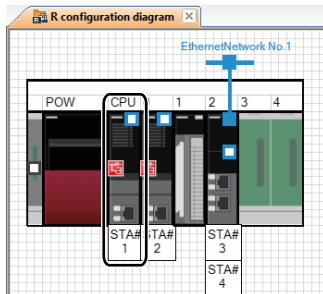 R configuration diagram
EthernetNetwork No.1
POW CPU 1 2 3 4
STA# STA# STA#
1 2 3
STA#
4